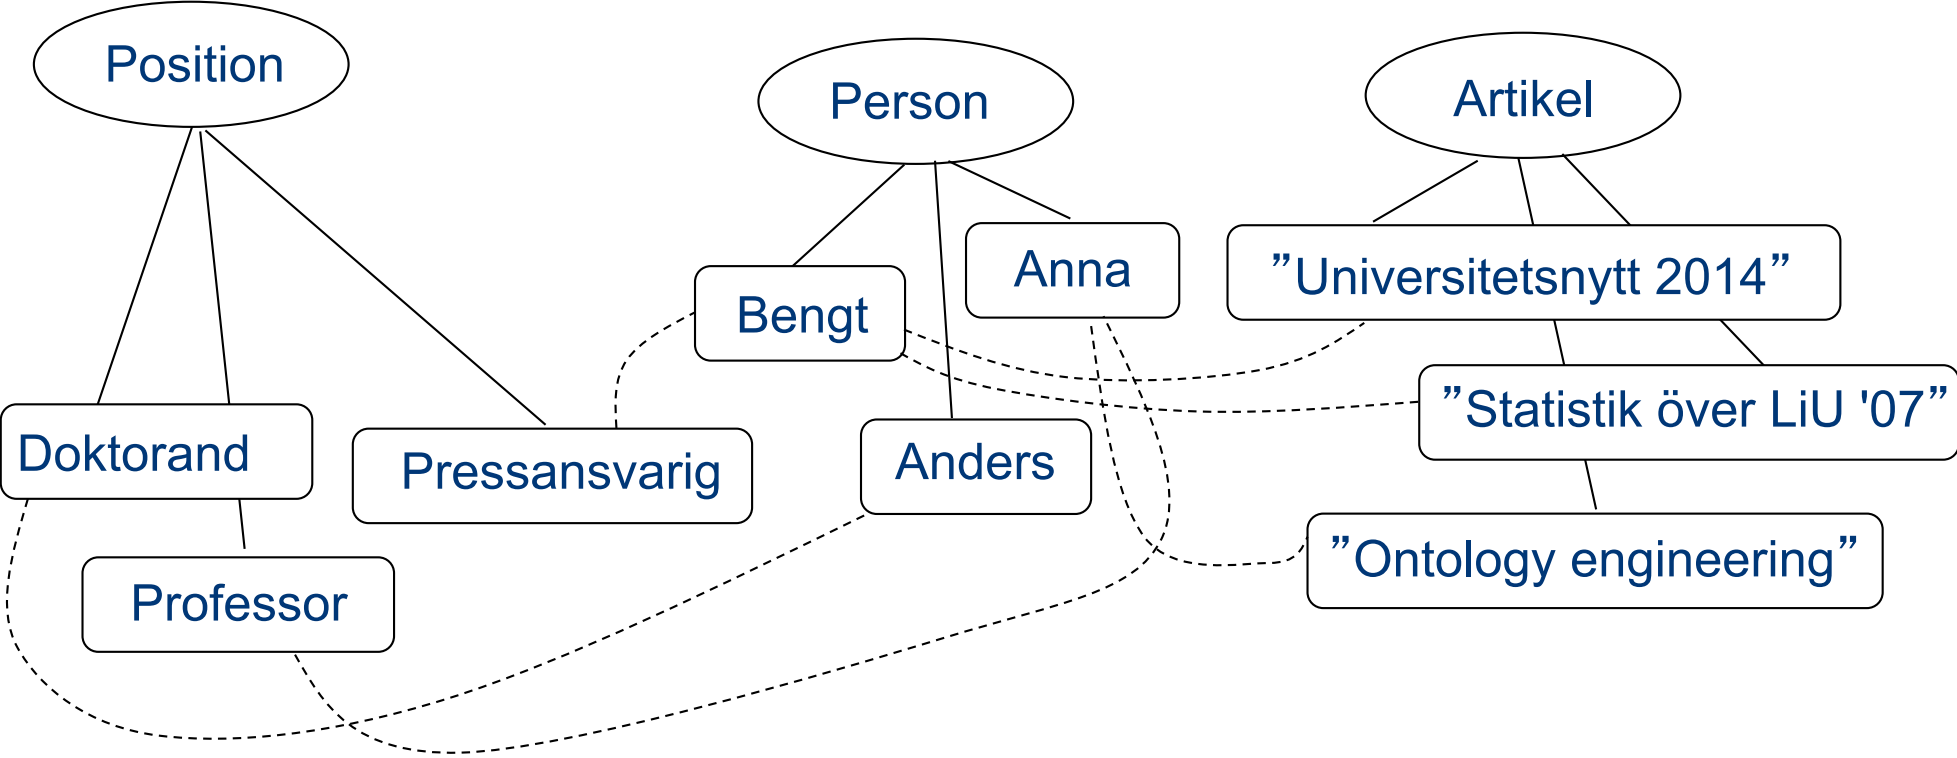 Position
Person
Artikel
Anna
”Universitetsnytt 2014”
Bengt
”Statistik över LiU '07”
Doktorand
Pressansvarig
Anders
”Ontology engineering”
Professor